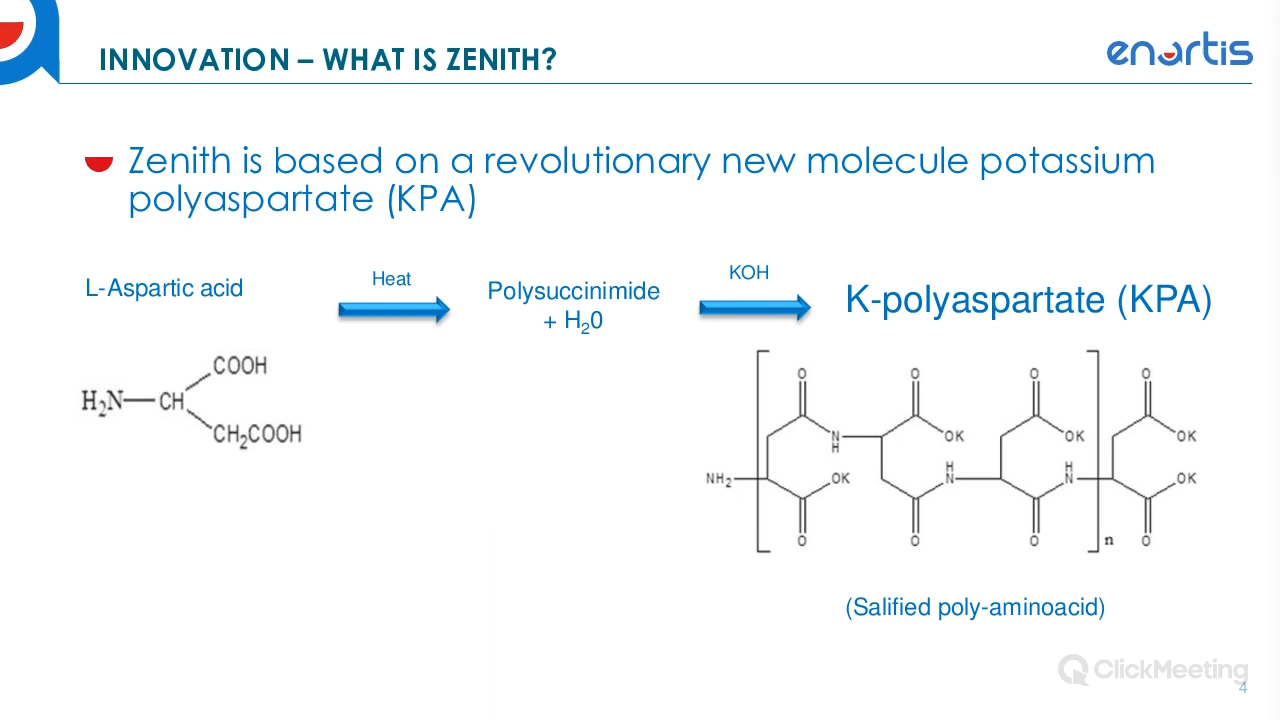 INNOVATION – WHAT IS ZENITH?
enartis
Zenith is based on a revolutionary new molecule potassium
polyaspartate (KPA)
L-Aspartic acid
Heat
Polysuccinimide
+ H₂0
KOH
K-polyaspartate (KPA)
H₂N—CH
COOH
CH₂COOH
O O O O
N
H
OK OK OK
NH₂ OK H
N H
N OK
O O O n O
(Salified poly-aminoacid)
ClickMeeting
4